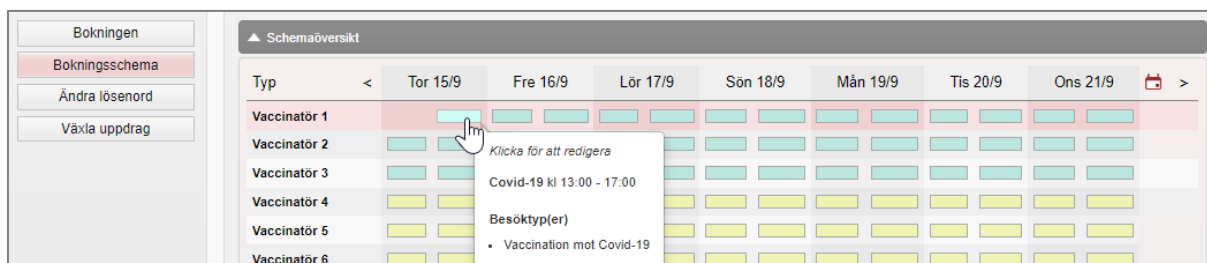 Bokningen
Bokningsschema
Ändra lösenord
Växla uppdrag
Schemaöversikt
Typ < Tor 15/9 Fre 16/9 Lör 17/9 Sön 18/9 Mån 19/9 Tis 20/9 Ons 21/9 >
Vaccinatör 1
Vaccinatör 2
Vaccinatör 3
Vaccinatör 4
Vaccinatör 5
Vaccinatör 6
Klicka för att redigera
Covid-19 kl 13:00 - 17:00
Besöktyp(er)
• Vaccination mot Covid-19